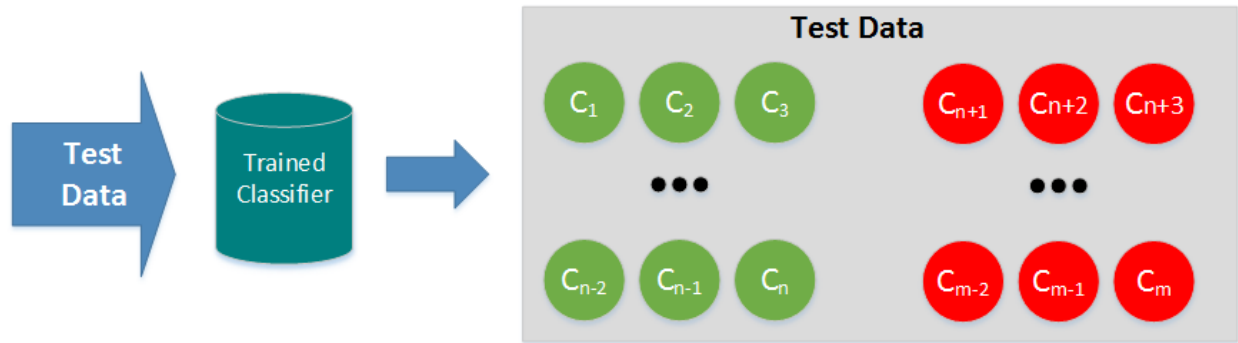 Test
Data
Trained
Classifier
Test Data
C₁ C₂ C₃
Cₙ₊₁ Cn+2 Cn+3
•••
•••
Cₙ₋₂ Cₙ₋₁ Cₙ
Cₘ₋₂ Cₘ₋₁ Cₘ